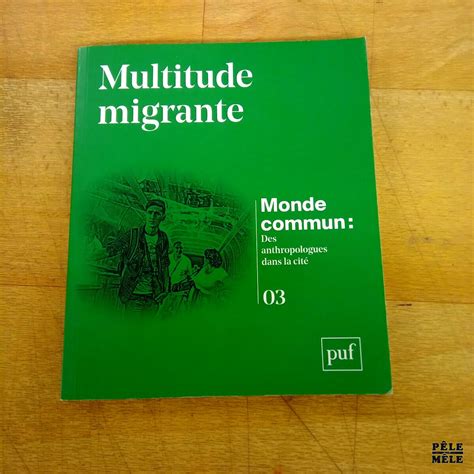 Multitude
migrante
Monde
commun :
Des
anthropologues
dans la cité
03
puf
PÊLE
MÊLE